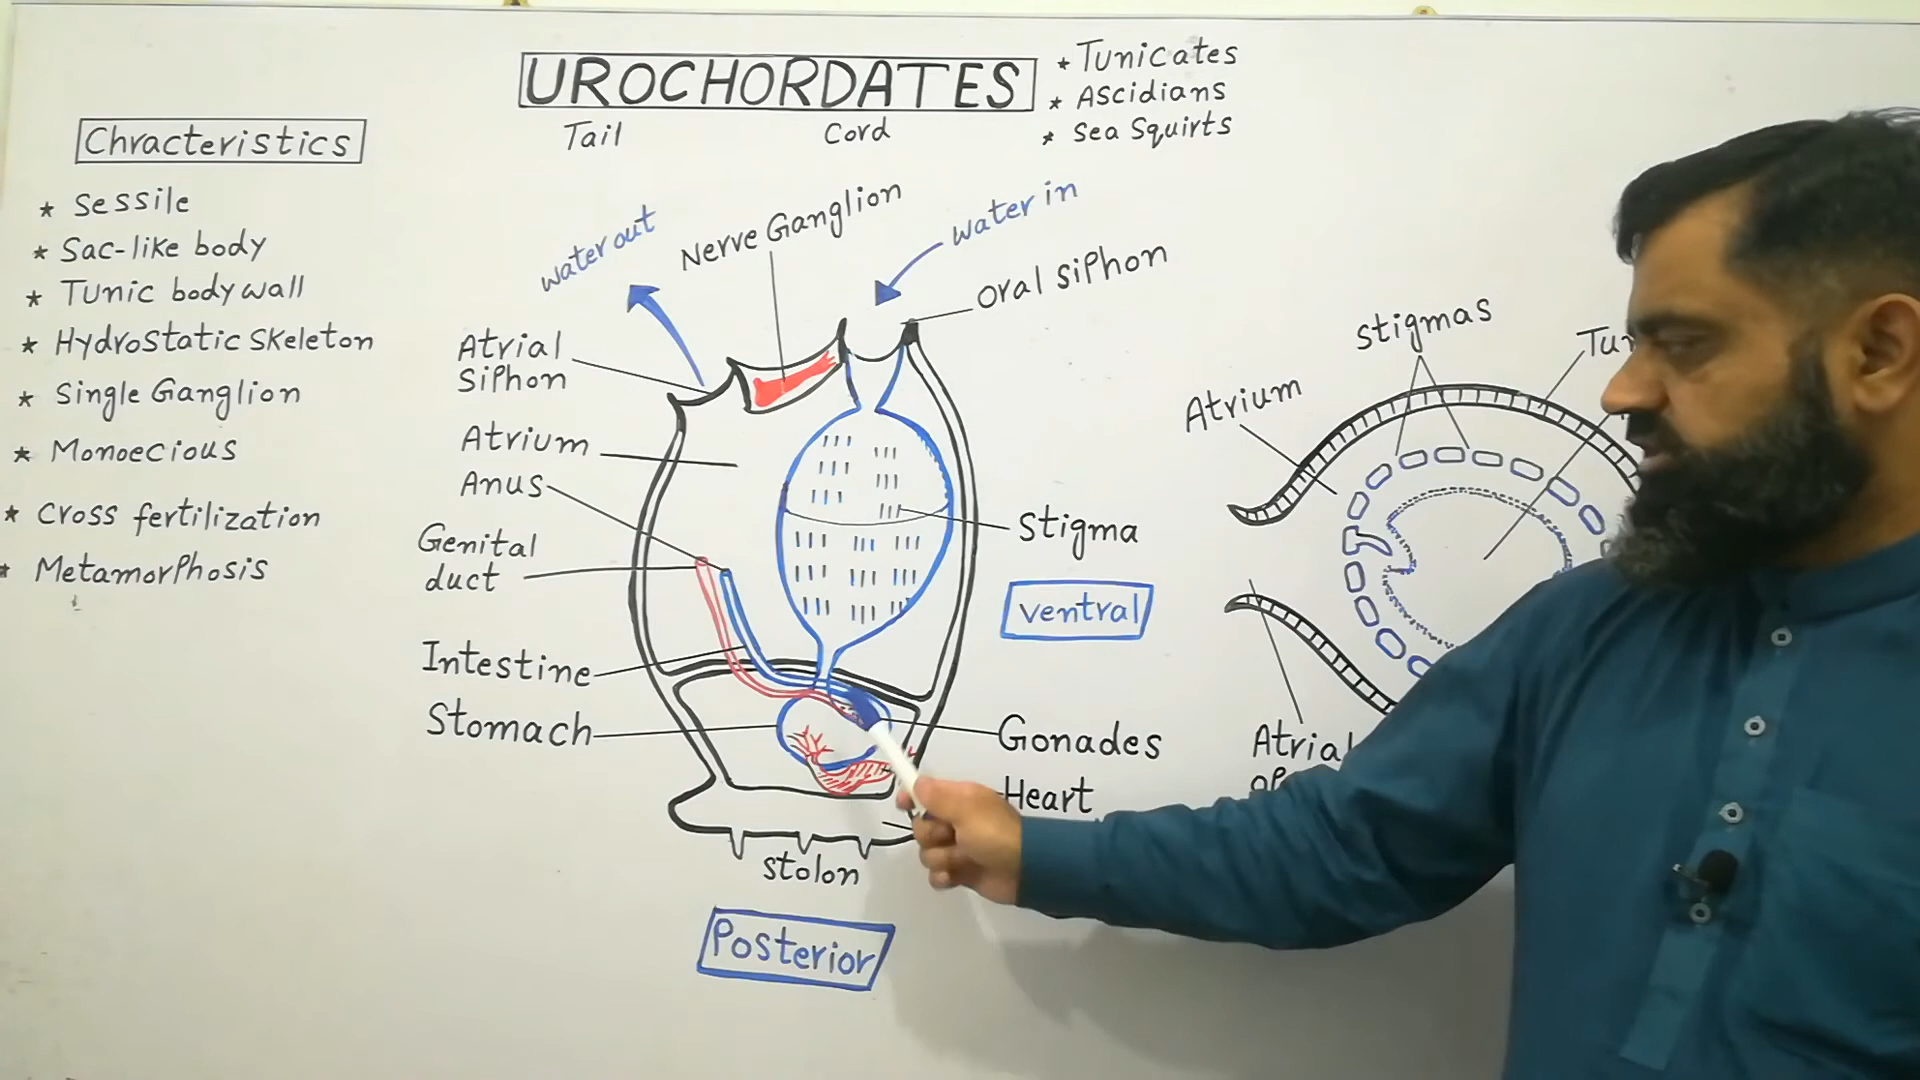 UROCHORDATES
Tail Cord
* Tunicates
* Ascidians
* Sea Squirts
Chracteristics
* Sessile
* Sac-like body
* Tunic body wall
* Hydrostatic Skeleton
* Single Ganglion
* Monoecious
* Cross fertilization
* Metamorphosis
water out
Nerve Ganglion
water in
Oral Siphon
Atrial
Siphon
Atrium
Anus
Genital
duct
Intestine
Stomach
Stigma
Ventral
Gonades
Heart
Stolon
Posterior
Stigmas
Atrium
Atrial